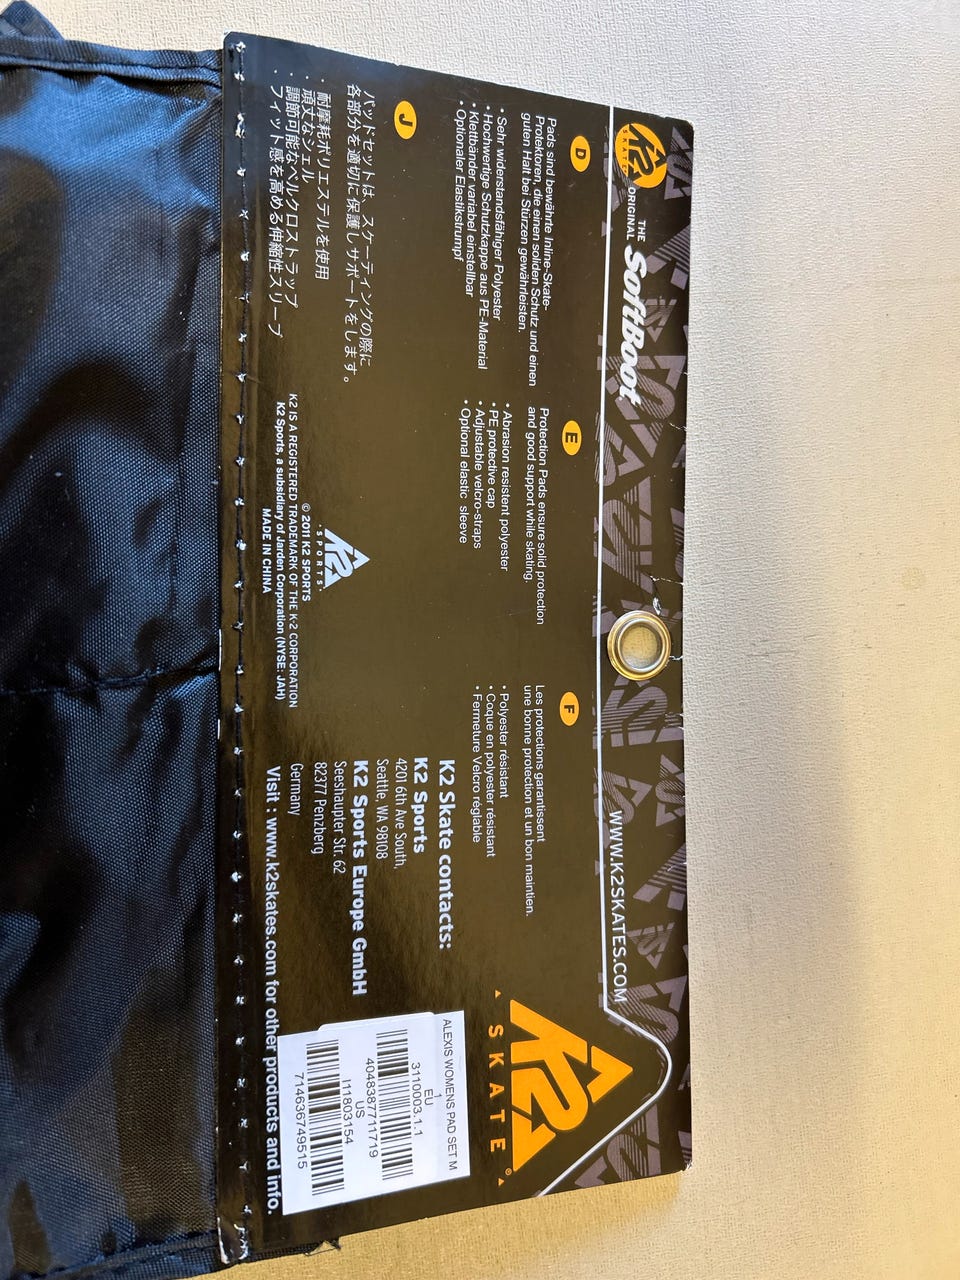 K2
SKATE
THE
ORIGINAL
SoftBoot
WWW.K2SKATES.COM
K2
SKATE
®
D
Pads sind bewährte Inline-Skate-
Protektoren, die einen soliden Schutz und einen
guten Halt bei Stürzen gewährleisten.
• Sehr widerstandsfähiger Polyester
• Hochwertige Schutzkappe aus PE-Material
• Klettbänder variabel einstellbar
• Optionaler Elastikstrumpf
E
Protection Pads ensure solid protection
and good support while skating.
• Abrasion resistent polyester
• PE protective cap
• Adjustable velcro-straps
• Optional elastic sleeve
F
Les protections garantissent
une bonne protection et un bon maintien.
• Polyester résistant
• Coque en polyester résistant
• Fermeture Velcro réglable
J
パッドセットは、スケーティングの際に
各部分を適切に保護しサポートをします。
・耐摩耗ポリエステルを使用
・頑丈なシェル
・調節可能なベルクロストラップ
・フィット感を高める伸縮性スリーブ
K2
·SPORTS·
© 2011 K2 SPORTS
K2 IS A REGISTERED TRADEMARK OF THE K-2 CORPORATION
K2 Sports, a subsidiary of Jarden Corporation (NYSE: JAH)
MADE IN CHINA
K2 Skate contacts:
K2 Sports
4201 6th Ave South,
Seattle, WA 98108
K2 Sports Europe GmbH
Seeshaupter Str. 62
82377 Penzberg
Germany
Visit : www.k2skates.com for other products and info.
ALEXIS WOMENS PAD SET M
1
3110003.1.1
EU
4048387711719
US
I11803154
714636749515